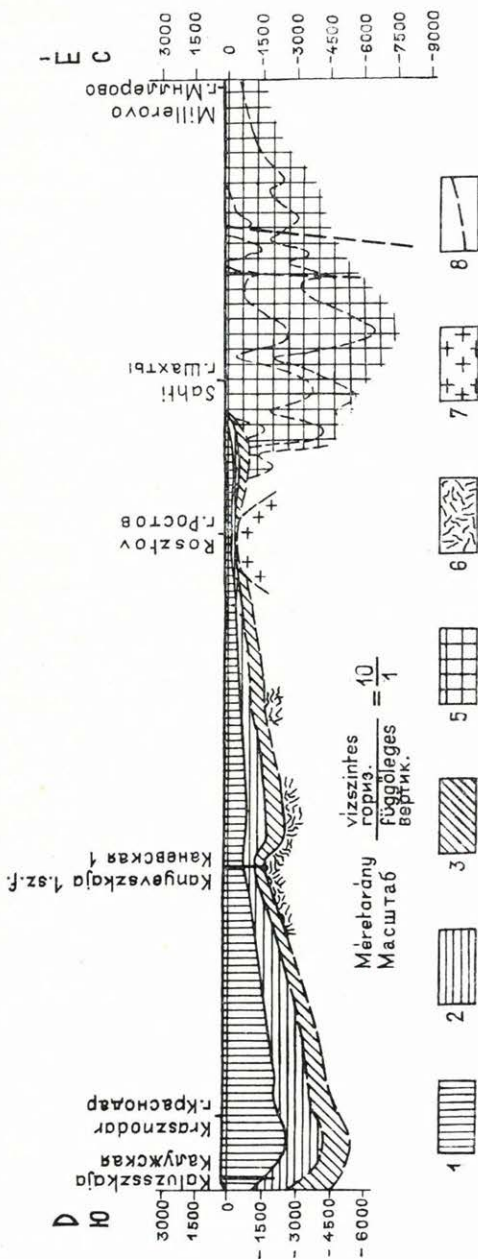 D É
Ю С
3000 3000
1500 1500
0 0
-1500 -1500
-3000 -3000
-4500 -4500
-6000 -6000
-7500
-9000
Kaluzsszkaja
Калужская
Krasznodar
г.Краснодар
Kanyevszkaja 1.sz.f.
Каневская 1
Rosztov
г.Ростов
Sahti
г.Шахты
Millerovo
г.Миллерово
Méretarány
Масштаб
vízszintes
гориз.
függőleges
вертик.
= 10
1
1 2 3 5 6 7 8